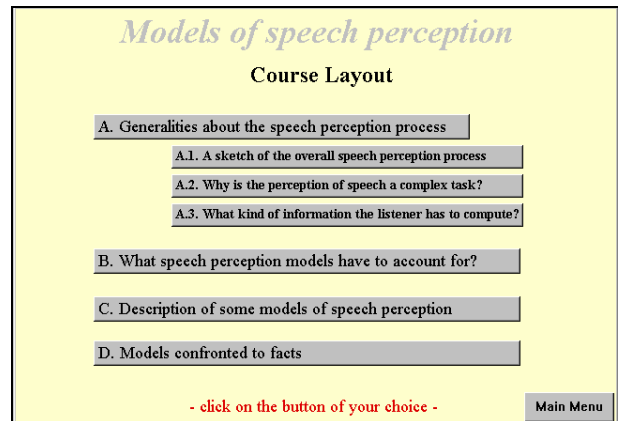 Models of speech perception
Course Layout
A. Generalities about the speech perception process
A.1. A sketch of the overall speech perception process
A.2. Why is the perception of speech a complex task?
A.3. What kind of information the listener has to compute?
B. What speech perception models have to account for?
C. Description of some models of speech perception
D. Models confronted to facts
- click on the button of your choice -
Main Menu